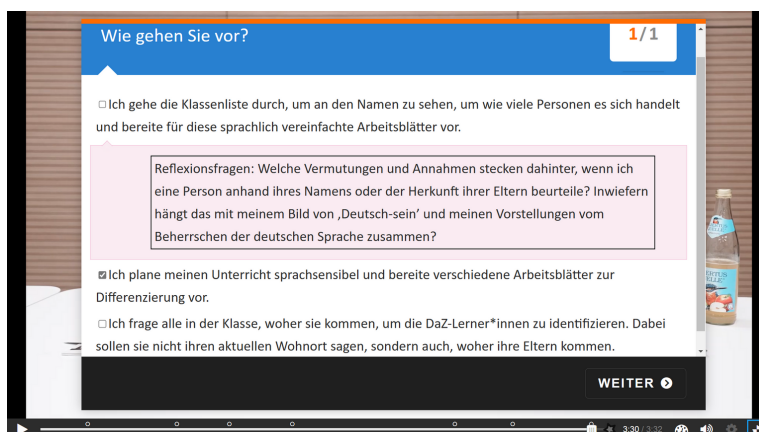 Wie gehen Sie vor?
1/1
Ich gehe die Klassenliste durch, um an den Namen zu sehen, um wie viele Personen es sich handelt
und bereite für diese sprachlich vereinfachte Arbeitsblätter vor.
Reflexionsfragen: Welche Vermutungen und Annahmen stecken dahinter, wenn ich
eine Person anhand ihres Namens oder der Herkunft ihrer Eltern beurteile? Inwiefern
hängt das mit meinem Bild von ‚Deutsch-sein’ und meinen Vorstellungen vom
Beherrschen der deutschen Sprache zusammen?
Ich plane meinen Unterricht sprachsensibel und bereite verschiedene Arbeitsblätter zur
Differenzierung vor.
Ich frage alle in der Klasse, woher sie kommen, um die DaZ-Lerner*innen zu identifizieren. Dabei
sollen sie nicht ihren aktuellen Wohnort sagen, sondern auch, woher ihre Eltern kommen.
WEITER
3:30 / 3:32